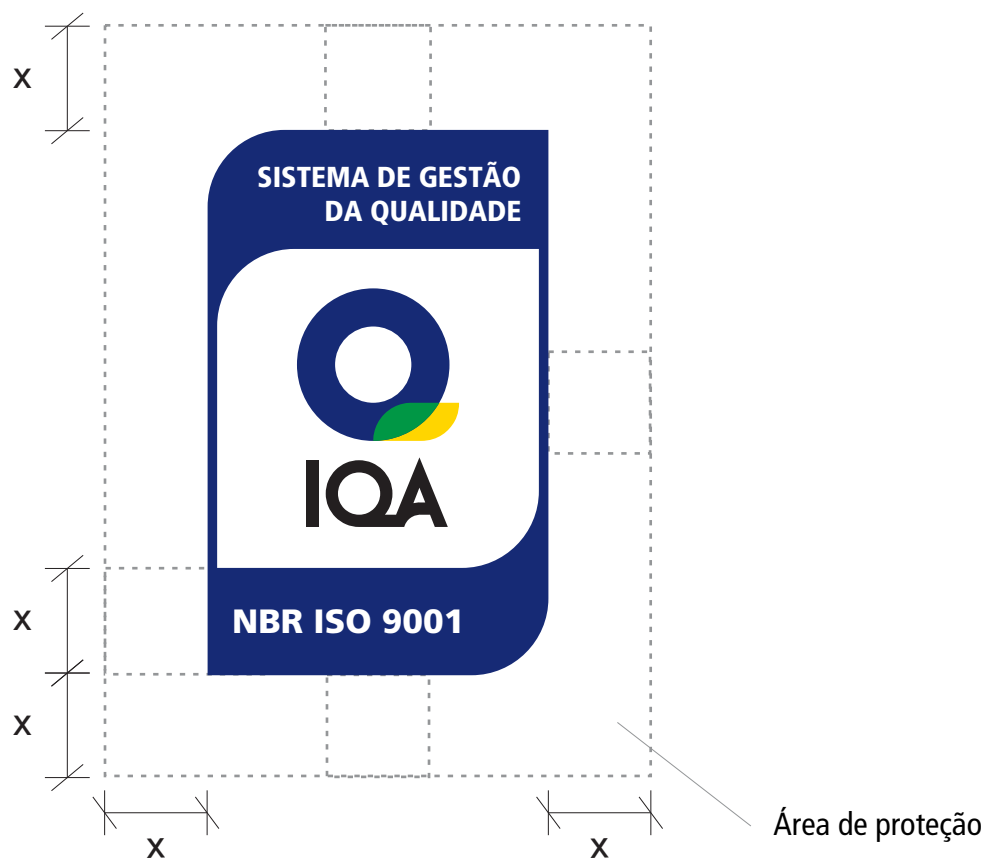 X
SISTEMA DE GESTÃO
DA QUALIDADE
IQA
X
NBR ISO 9001
X
Área de proteção
X
X